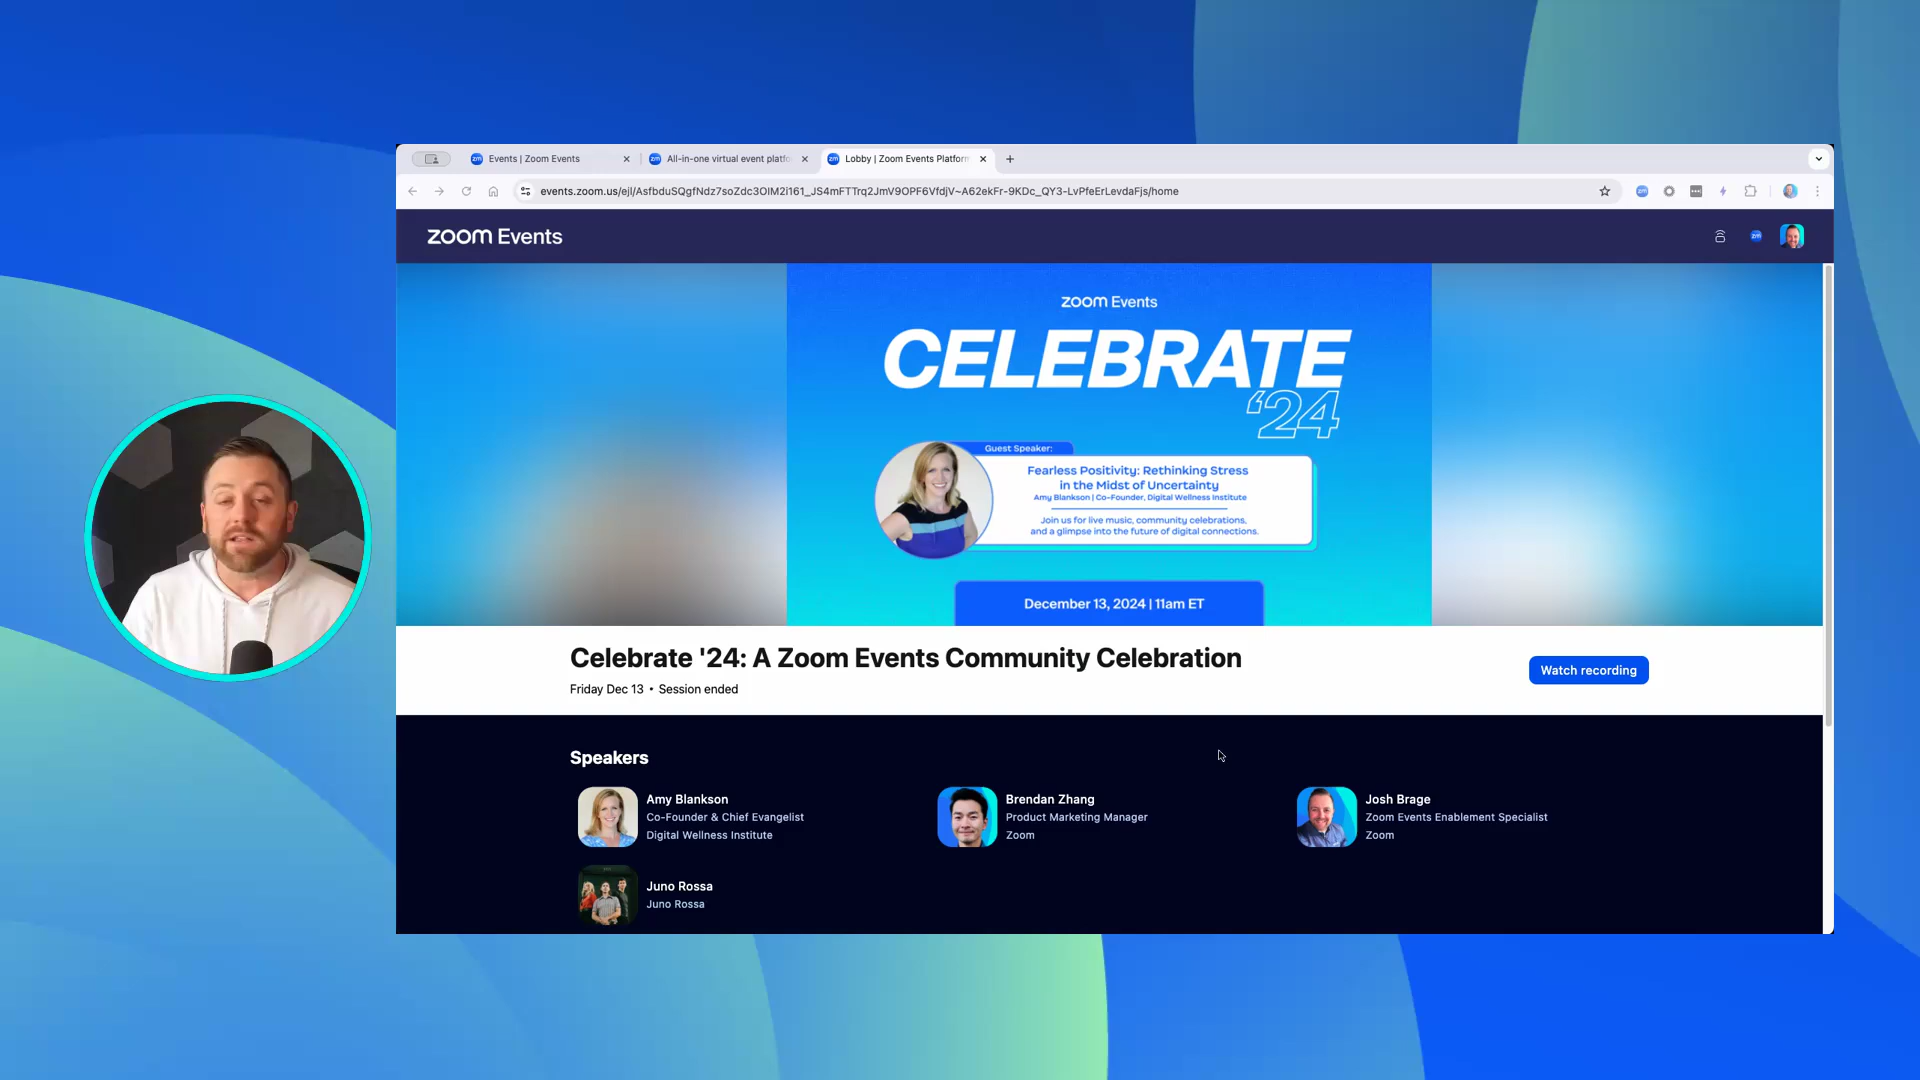 Events | Zoom Events
All-in-one virtual event platfo
Lobby | Zoom Events Platform
events.zoom.us/ejl/AsfbduSQgfNdz7soZdc3OIM2i161_JS4mFTTrq2JmV9OPF6VfdjV~A62ekFr-9KDc_QY3-LvPfeErLevdaFjs/home
zoom Events
zoom Events
CELEBRATE
'24
Guest Speaker:
Fearless Positivity: Rethinking Stress
in the Midst of Uncertainty
Amy Blankson | Co-Founder, Digital Wellness Institute
Join us for live music, community celebrations,
and a glimpse into the future of digital connections.
December 13, 2024 | 11am ET
Celebrate '24: A Zoom Events Community Celebration
Friday Dec 13 • Session ended
Watch recording
Speakers
Amy Blankson
Co-Founder & Chief Evangelist
Digital Wellness Institute
Brendan Zhang
Product Marketing Manager
Zoom
Josh Brage
Zoom Events Enablement Specialist
Zoom
Juno Rossa
Juno Rossa